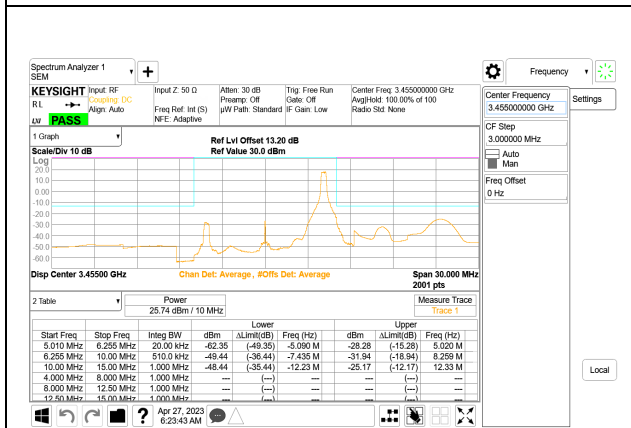 Spectrum Analyzer 1
SEM
Frequency
KEYSIGHT
RL
PASS
Input: RF
Coupling: DC
Align: Auto
Input Z: 50 Ω
Freq Ref: Int (S)
NFE: Adaptive
Atten: 30 dB
Preamp: Off
µW Path: Standard
Trig: Free Run
Gate: Off
IF Gain: Low
Center Freq: 3.455000000 GHz
Avg|Hold: 100.00% of 100
Radio Std: None
Center Frequency
3.455000000 GHz
Settings
CF Step
3.000000 MHz
Auto
Man
Freq Offset
0 Hz
1 Graph
Scale/Div 10 dB
Ref Lvl Offset 13.20 dB
Ref Value 30.0 dBm
Log
20.0
10.0
0.00
-10.0
-20.0
-30.0
-40.0
-50.0
-60.0
Disp Center 3.45500 GHz
Chan Det: Average, #Offs Det: Average
Span 30.000 MHz
2001 pts
2 Table
Power
25.74 dBm / 10 MHz
Measure Trace
Trace 1
Lower Upper
Start Freq Stop Freq Integ BW dBm ∆Limit(dB) Freq (Hz) dBm ∆Limit(dB) Freq (Hz)
5.010 MHz 6.255 MHz 20.00 kHz -62.35 (-49.35) -5.090 M -28.28 (-15.28) 5.020 M
6.255 MHz 10.00 MHz 510.0 kHz -49.44 (-36.44) -7.435 M -31.94 (-18.94) 8.259 M
10.00 MHz 15.00 MHz 1.000 MHz -48.44 (-35.44) -12.23 M -25.17 (-12.17) 12.33 M
4.000 MHz 8.000 MHz 1.000 MHz --- (---) --- --- (---) ---
8.000 MHz 12.50 MHz 1.000 MHz --- (---) --- --- (---) ---
12.50 MHz 15.00 MHz 1.000 MHz --- (---) --- --- (---) ---
Local
?
Apr 27, 2023
6:23:43 AM